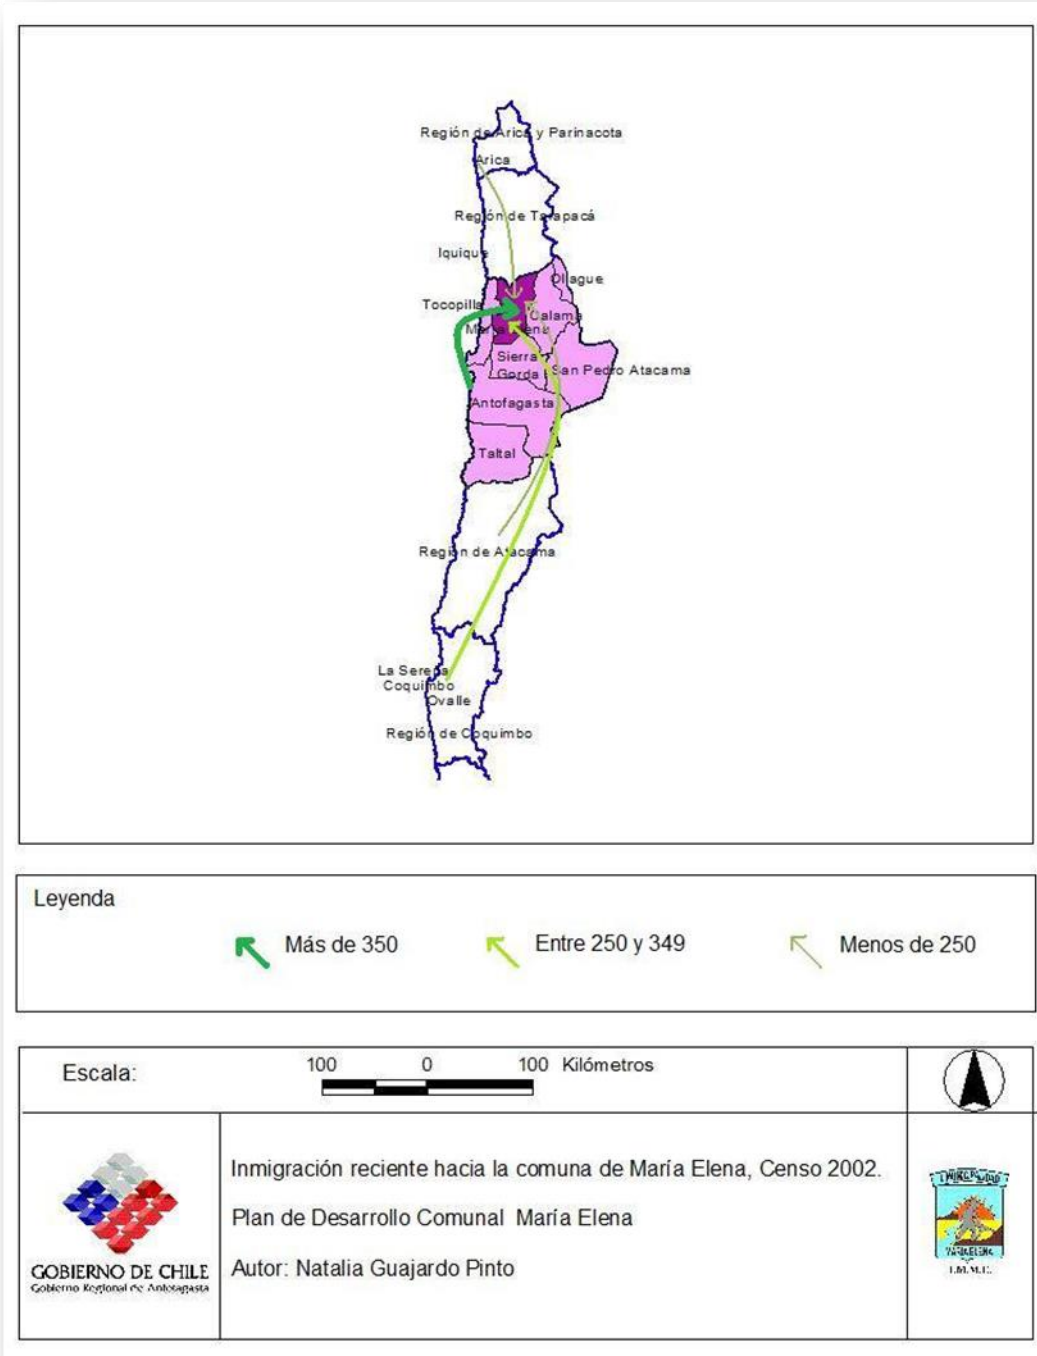 Región de Arica y Parinacota
Arica
Región de Tarapacá
Iquique
Ollague
Tocopilla
Calama
María Elena
Sierra
Gorda
San Pedro Atacama
Antofagasta
Taltal
Región de Atacama
La Serena
Coquimbo
Ovalle
Región de Coquimbo
Leyenda
Más de 350
Entre 250 y 349
Menos de 250
Escala:
100 0 100 Kilómetros
Inmigración reciente hacia la comuna de María Elena, Censo 2002.
Plan de Desarrollo Comunal María Elena
Autor: Natalia Guajardo Pinto
GOBIERNO DE CHILE
Gobierno Regional de Antofagasta
MARIA ELENA